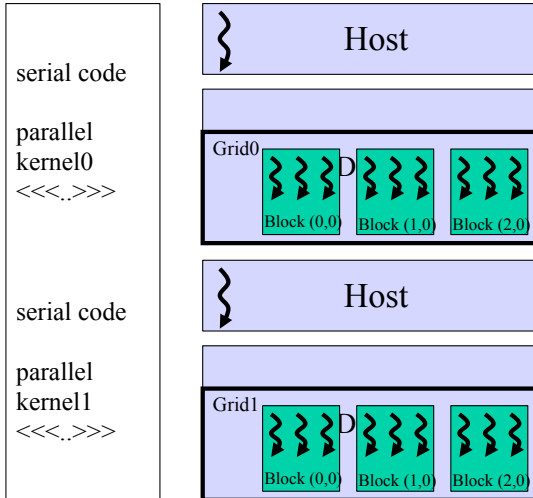 serial code
parallel
kernel0
<<<..>>>
serial code
parallel
kernel1
<<<..>>>
Host
Grid0
Block (0,0)
Block (1,0)
Block (2,0)
Host
Grid1
Block (0,0)
Block (1,0)
Block (2,0)